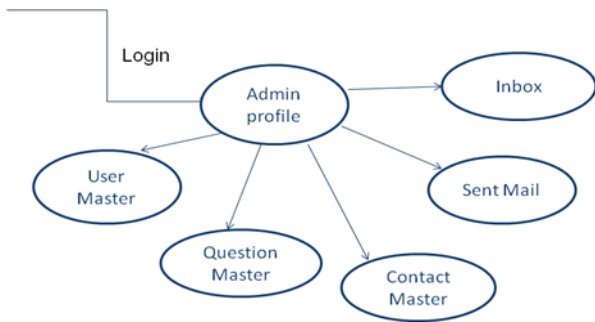 Login
Admin
profile
Inbox
User
Master
Sent Mail
Question
Master
Contact
Master